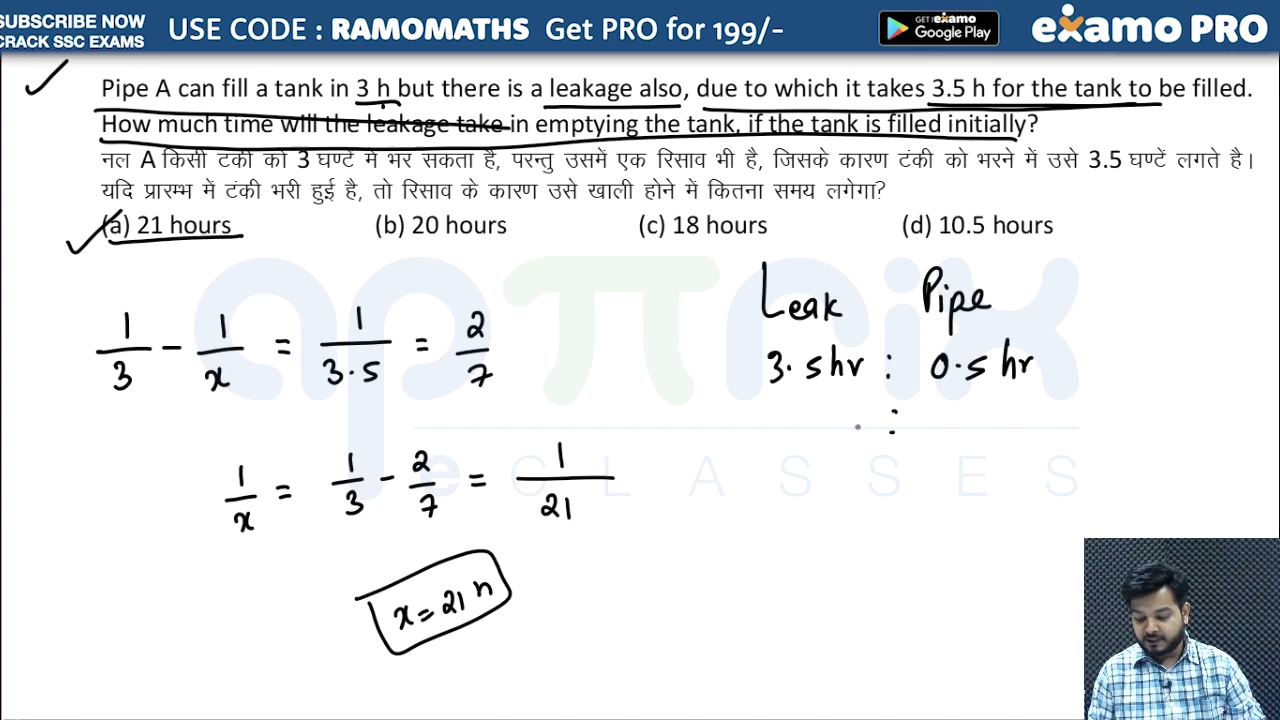 SUBSCRIBE NOW
CRACK SSC EXAMS
USE CODE : RAMOMATHS Get PRO for 199/-
GET examo
Google Play
examo PRO
Pipe A can fill a tank in 3 h but there is a leakage also, due to which it takes 3.5 h for the tank to be filled.
How much time will the leakage take in emptying the tank, if the tank is filled initially?
नल A किसी टंकी को 3 घण्टे में भर सकता है, परन्तु उसमें एक रिसाव भी है, जिसके कारण टंकी को भरने में उसे 3.5 घण्टें लगते है।
यदि प्रारम्भ में टंकी भरी हुई है, तो रिसाव के कारण उसे खाली होने में कितना समय लगेगा?
(a) 21 hours (b) 20 hours (c) 18 hours (d) 10.5 hours
Leak Pipe
1/3 - 1/x = 1/3.5 = 2/7
3.5 hr : 0.5 hr
:
1/x = 1/3 - 2/7 = 1/21
x = 21 h
apπnix
e CLASSES